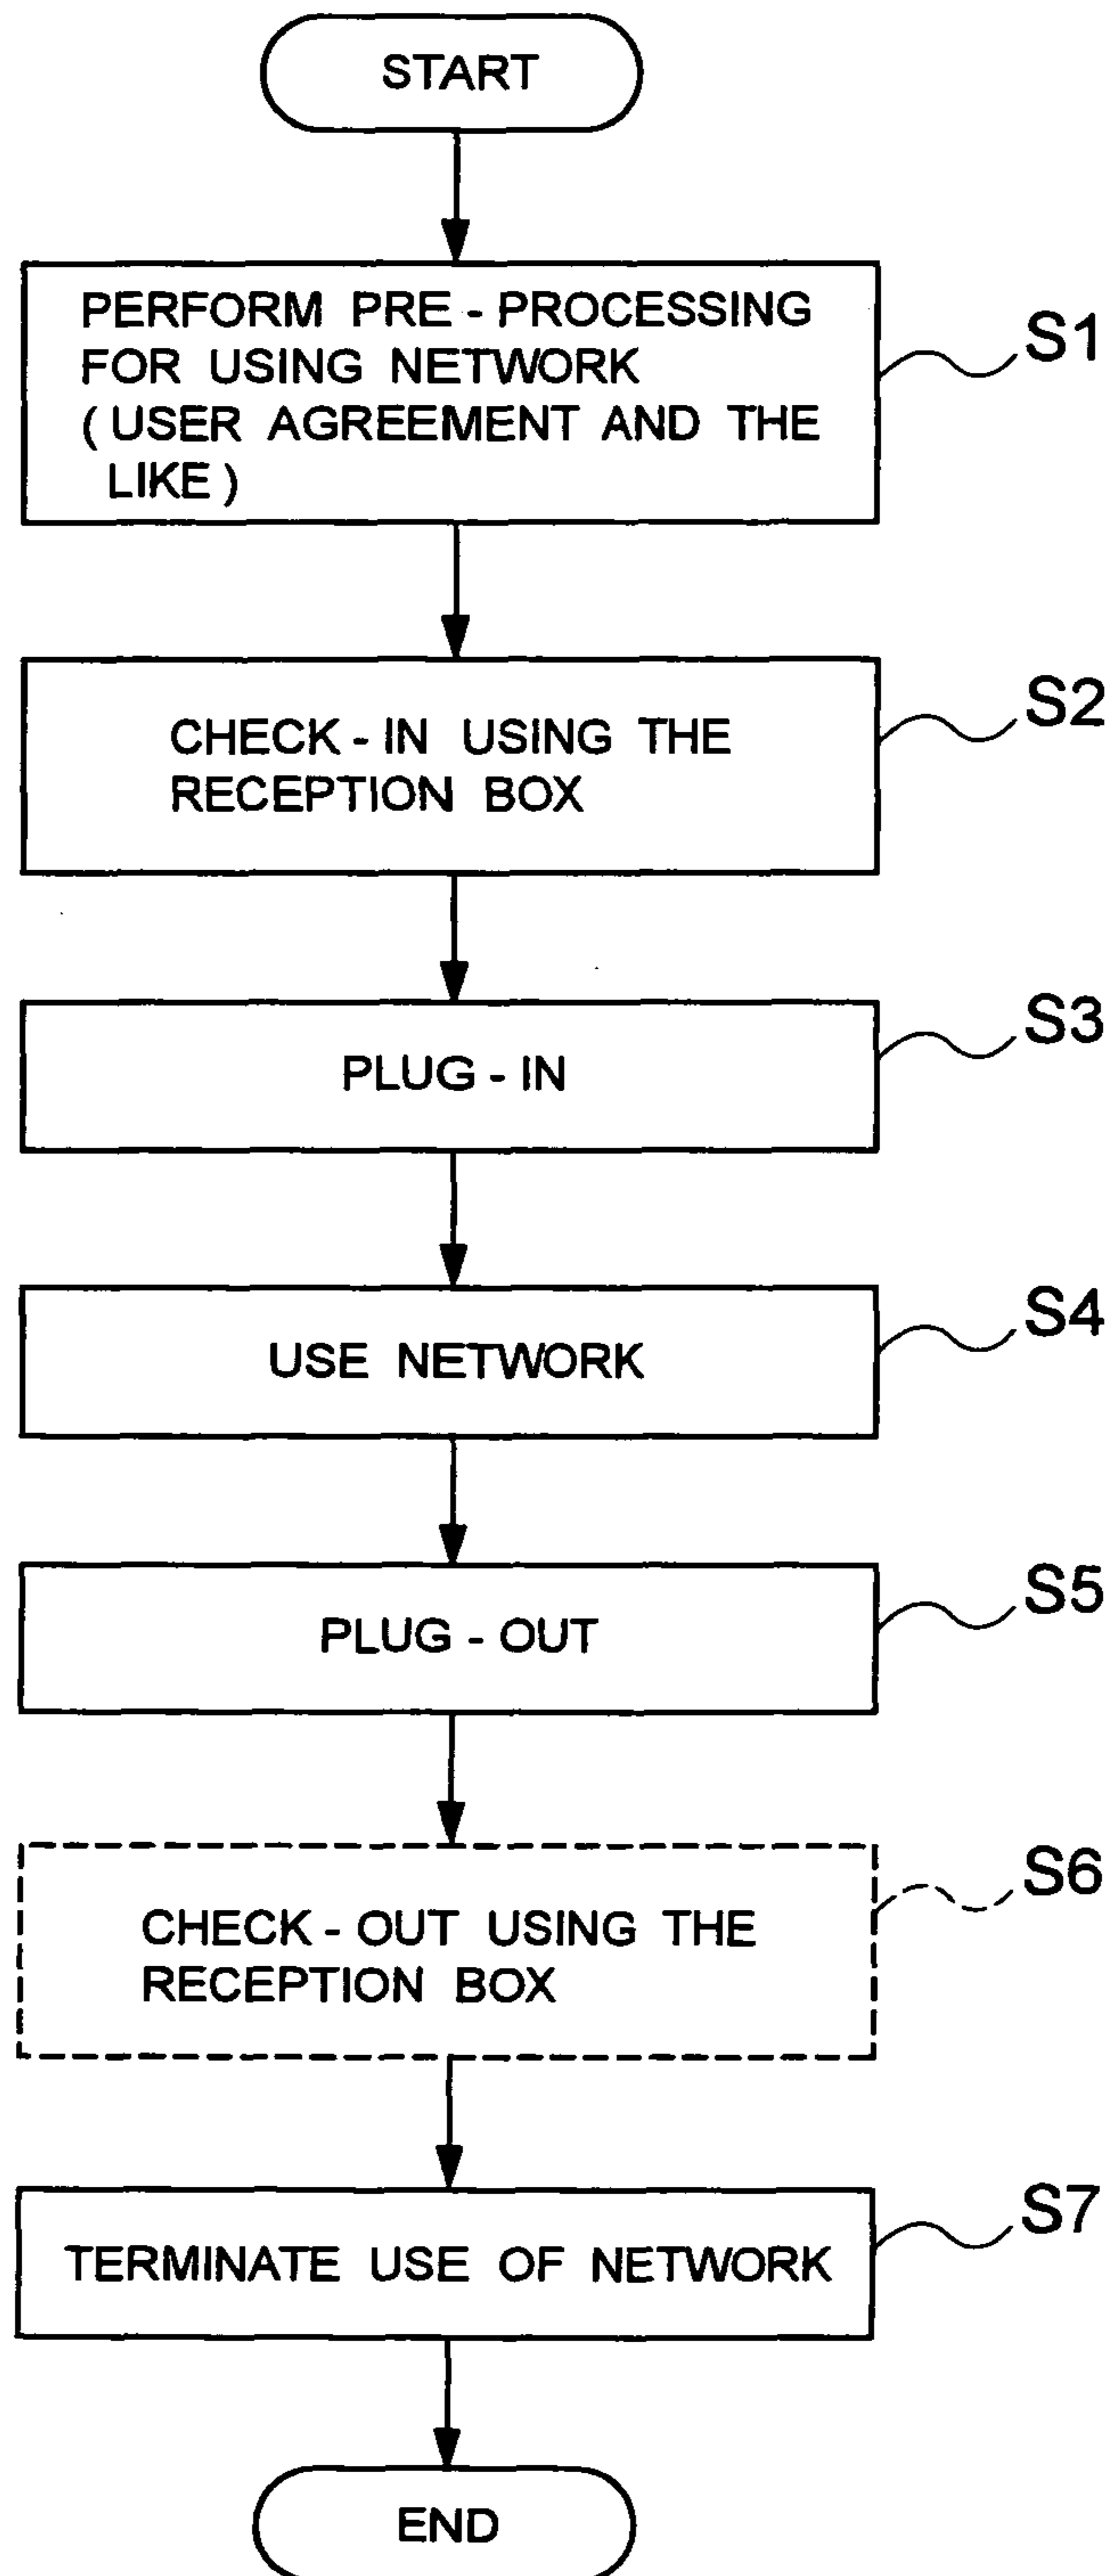 START
PERFORM PRE - PROCESSING
FOR USING NETWORK
( USER AGREEMENT AND THE
LIKE )
S1
CHECK - IN USING THE
RECEPTION BOX
S2
PLUG - IN
S3
USE NETWORK
S4
PLUG - OUT
S5
CHECK - OUT USING THE
RECEPTION BOX
S6
TERMINATE USE OF NETWORK
S7
END